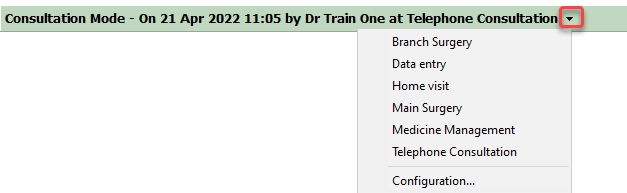 Consultation Mode - On 21 Apr 2022 11:05 by Dr Train One at Telephone Consultation
Branch Surgery
Data entry
Home visit
Main Surgery
Medicine Management
Telephone Consultation
Configuration...